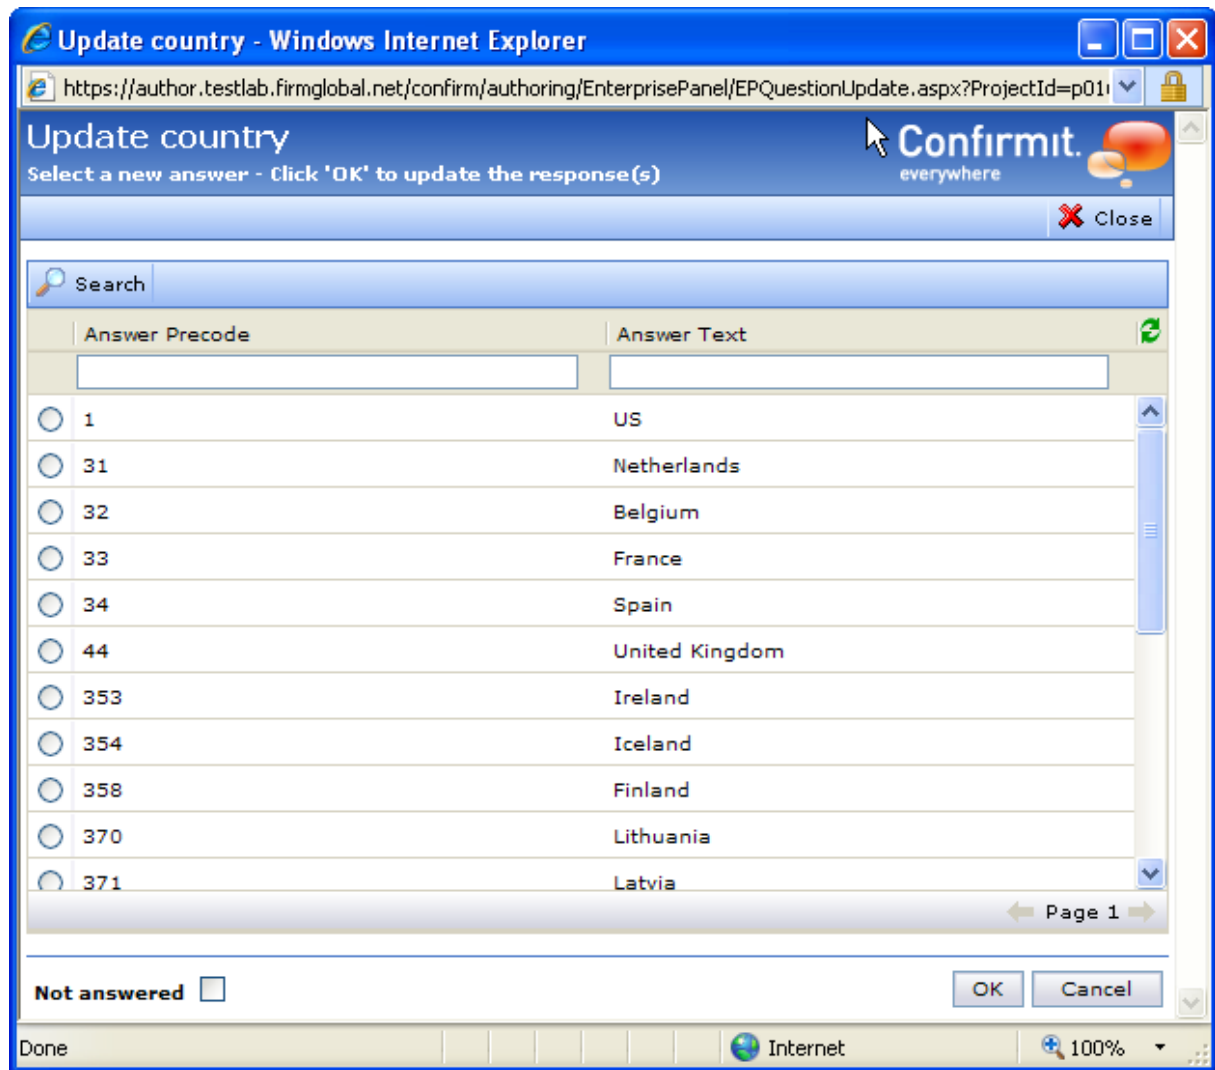 Update country - Windows Internet Explorer
https://author.testlab.firmglobal.net/confirm/authoring/EnterprisePanel/EPQuestionUpdate.aspx?ProjectId=p01
Update country
Confirmit.
everywhere
Select a new answer - Click 'OK' to update the response(s)
Close
Search
Answer Precode Answer Text
1 US
31 Netherlands
32 Belgium
33 France
34 Spain
44 United Kingdom
353 Ireland
354 Iceland
358 Finland
370 Lithuania
371 Latvia
Page 1
Not answered OK Cancel
Done Internet 100%